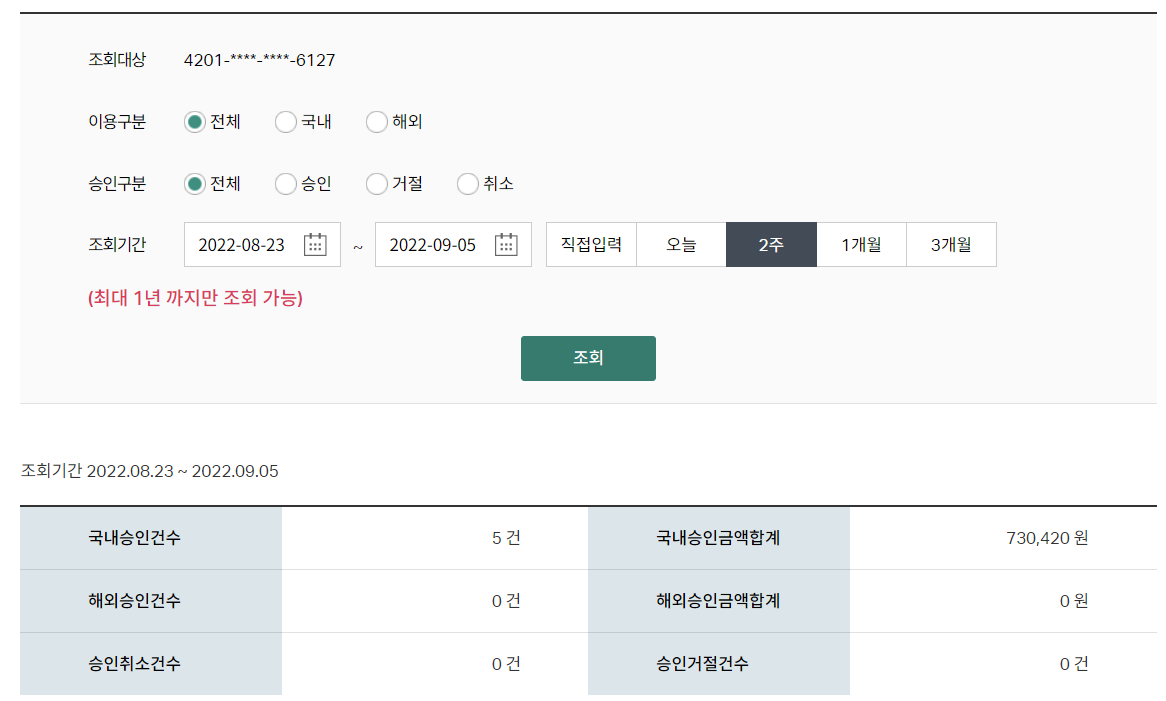 조회대상 4201-****-****-6127
이용구분 전체 국내 해외
승인구분 전체 승인 거절 취소
조회기간 2022-08-23 ~ 2022-09-05 직접입력 오늘 2주 1개월 3개월
(최대 1년 까지만 조회 가능)
조회
조회기간 2022.08.23 ~ 2022.09.05
국내승인건수 5 건 국내승인금액합계 730,420 원
해외승인건수 0 건 해외승인금액합계 0 원
승인취소건수 0 건 승인거절건수 0 건